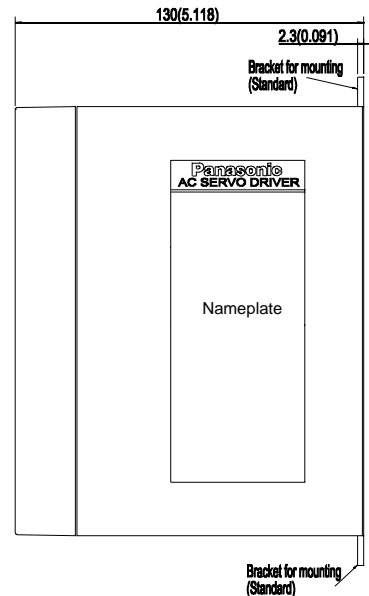 130(5.118)
2.3(0.091)
Bracket for mounting
(Standard)
Panasonic
AC SERVO DRIVER
Nameplate
Bracket for mounting
(Standard)